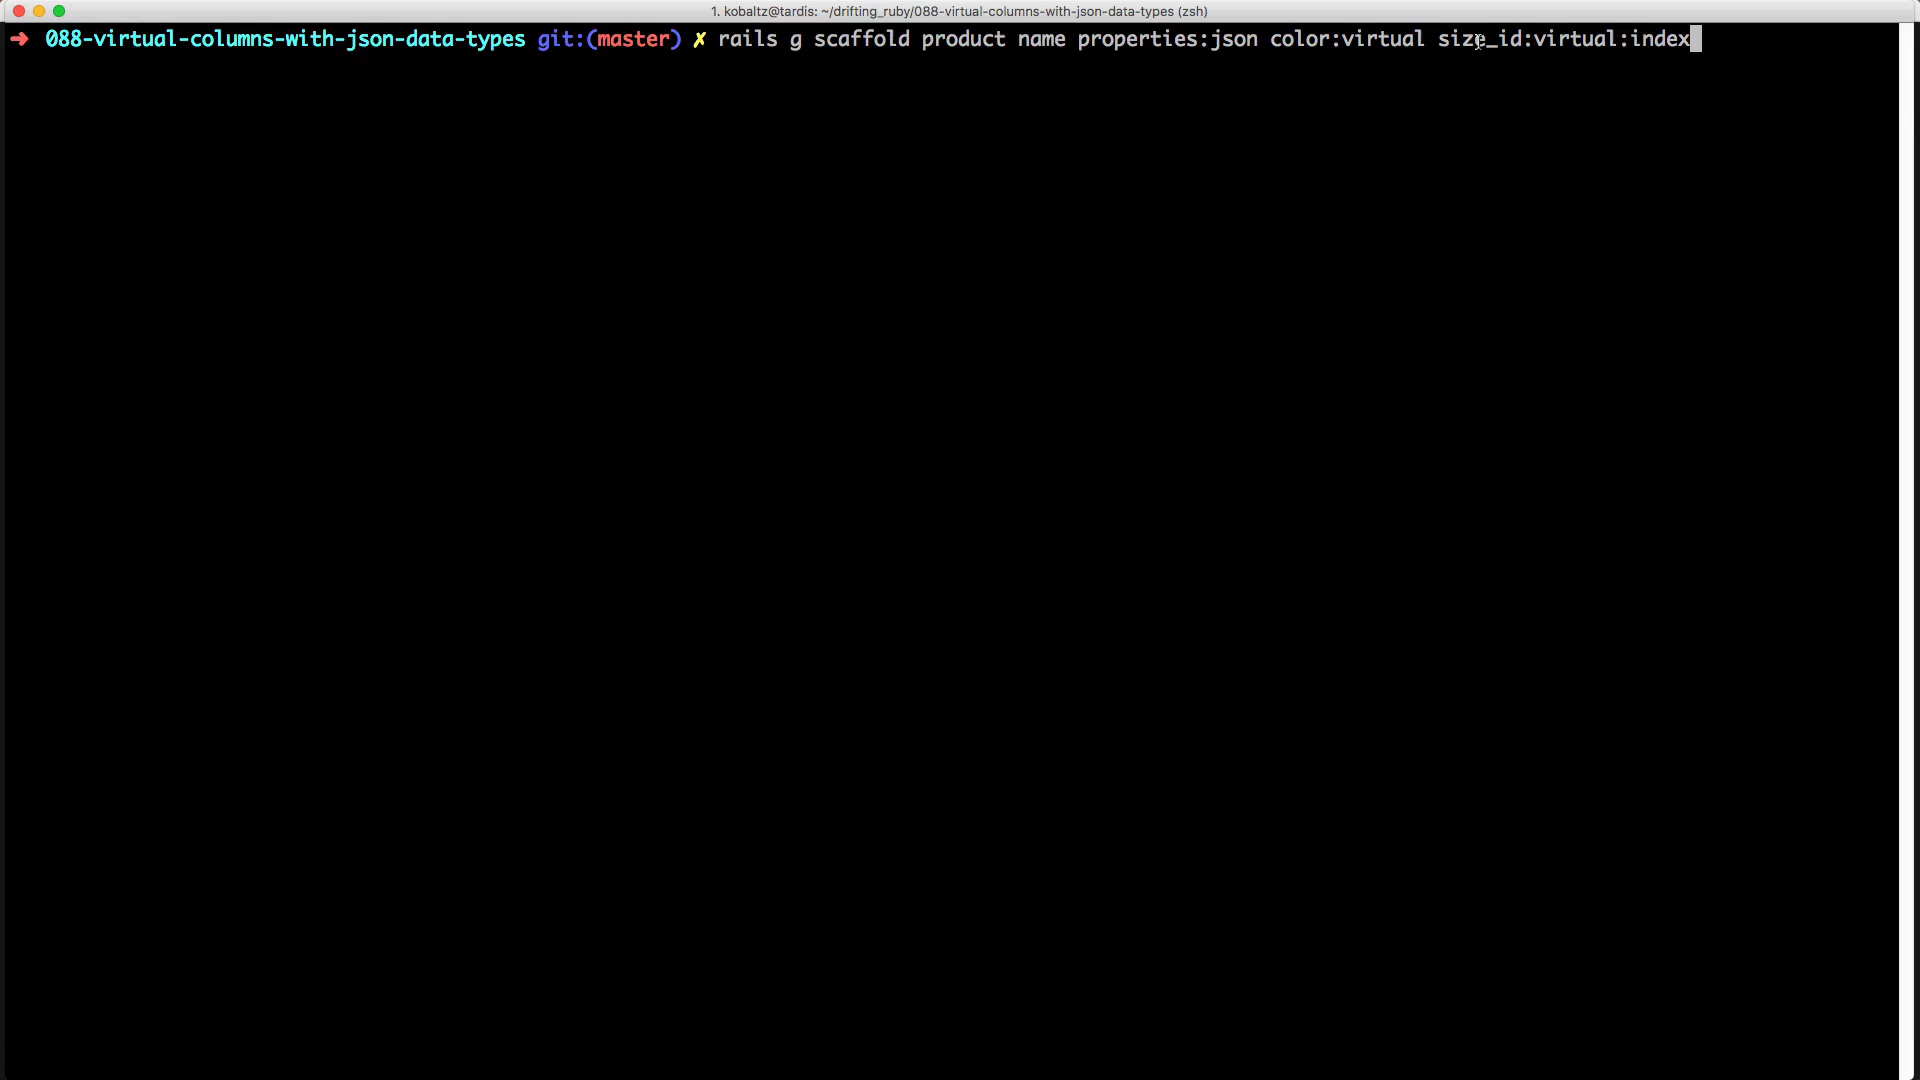 1. kobaltz@tardis: ~/drifting_ruby/088-virtual-columns-with-json-data-types (zsh)
➜ 088-virtual-columns-with-json-data-types git:(master) ✗ rails g scaffold product name properties:json color:virtual size_id:virtual:index